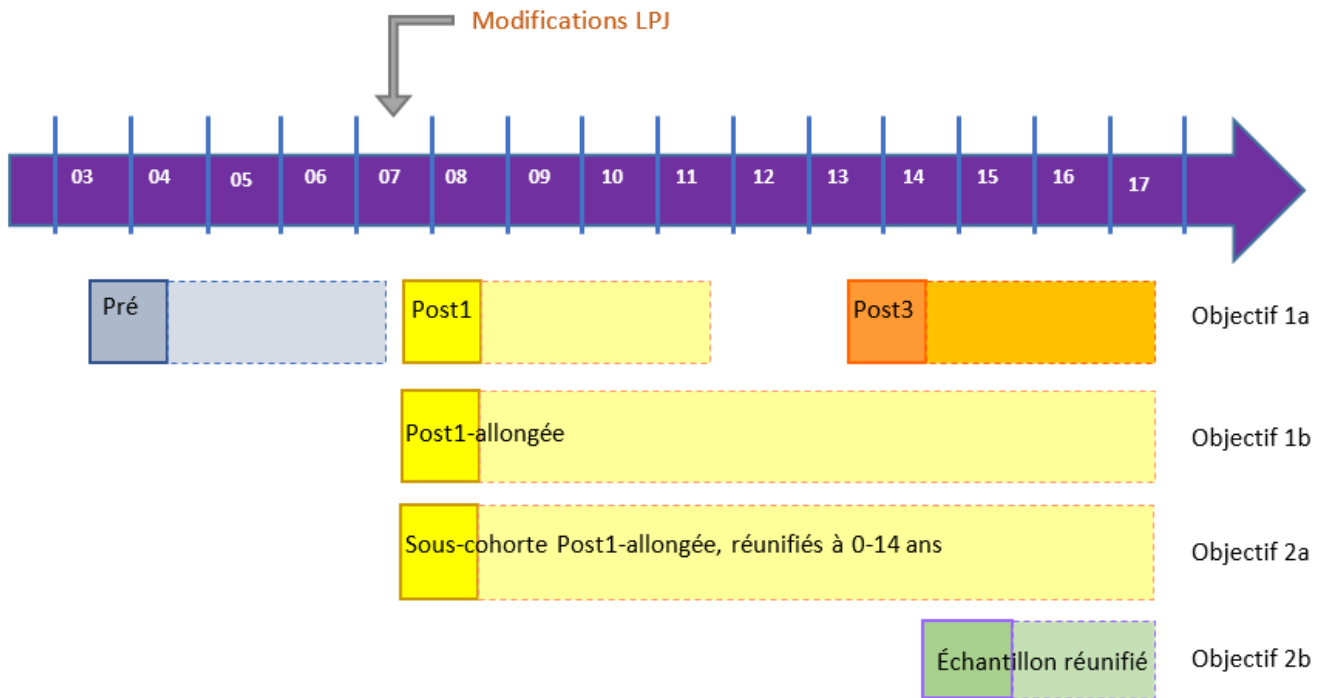 Modifications LPJ
03 04 05 06 07 08 09 10 11 12 13 14 15 16 17
Pré Post1 Post3 Objectif 1a
Post1-allongée Objectif 1b
Sous-cohorte Post1-allongée, réunifiés à 0-14 ans Objectif 2a
Échantillon réunifié Objectif 2b